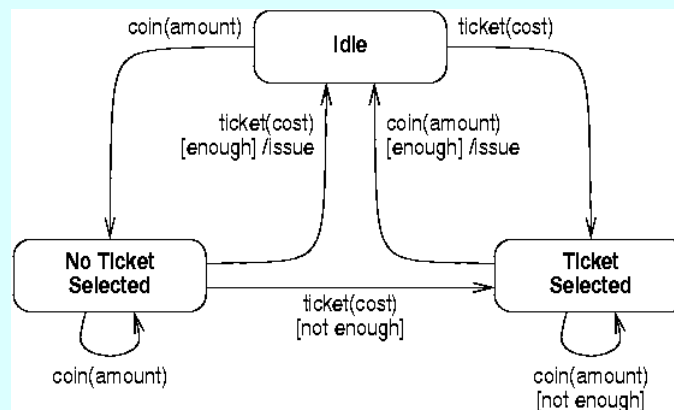 coin(amount)
Idle
ticket(cost)
ticket(cost)
[enough] /issue
coin(amount)
[enough] /issue
No Ticket
Selected
Ticket
Selected
ticket(cost)
[not enough]
coin(amount)
coin(amount)
[not enough]